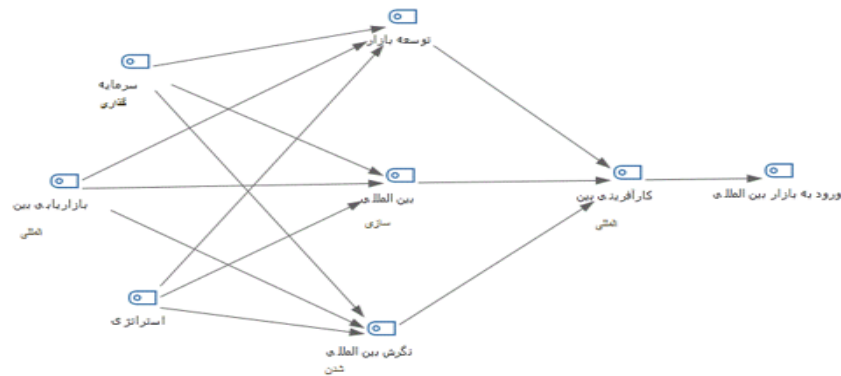 توسعه بازار
سرمایه
گذاری
بازاریابی بین
المللی
بین المللی
سازی
کارآفرینی بین
المللی
ورود به بازار بین المللی
استراتژی
نگرش بین المللی
شدن